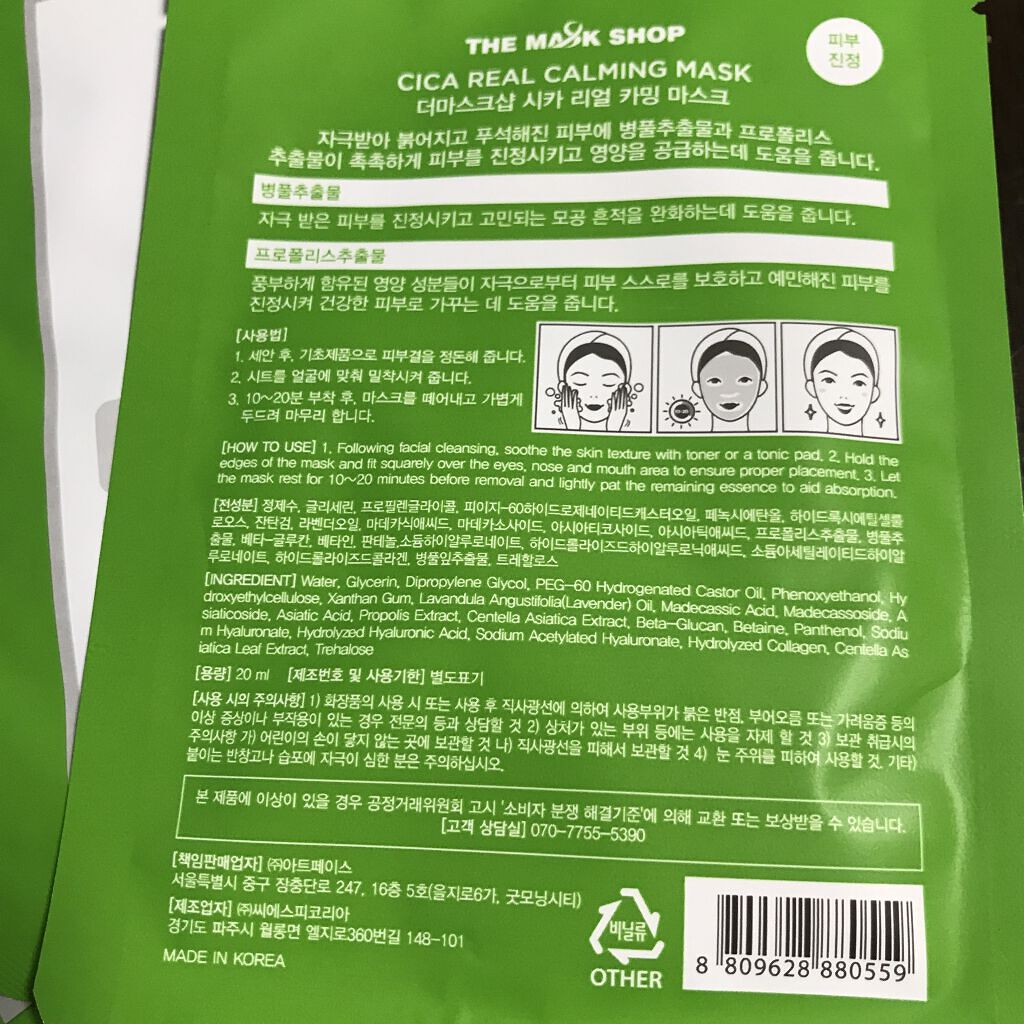 THE MASK SHOP
CICA REAL CALMING MASK
더마스크샵 시카 리얼 카밍 마스크
피부
진정
자극받아 붉어지고 푸석해진 피부에 병풀추출물과 프로폴리스
추출물이 촉촉하게 피부를 진정시키고 영양을 공급하는데 도움을 줍니다.
병풀추출물
자극 받은 피부를 진정시키고 고민되는 모공 흔적을 완화하는데 도움을 줍니다.
프로폴리스추출물
풍부하게 함유된 영양 성분들이 자극으로부터 피부 스스로를 보호하고 예민해진 피부를
진정시켜 건강한 피부로 가꾸는 데 도움을 줍니다.
[사용법]
1. 세안 후, 기초제품으로 피부결을 정돈해 줍니다.
2. 시트를 얼굴에 맞춰 밀착시켜 줍니다.
3. 10~20분 부착 후, 마스크를 떼어내고 가볍게
두드려 마무리 합니다.
10-20
[HOW TO USE] 1. Following facial cleansing, soothe the skin texture with toner or a tonic pad. 2. Hold the
edges of the mask and fit squarely over the eyes, nose and mouth area to ensure proper placement. 3. Let
the mask rest for 10~20 minutes before removal and lightly pat the remaining essence to aid absorption.
[전성분] 정제수, 글리세린, 프로필렌글라이콜, 피이지-60하이드로제네이티드캐스터오일, 페녹시에탄올, 하이드록시에틸셀룰
로오스, 잔탄검, 라벤더오일, 마데카식애씨드, 마데카소사이드, 아시아티코사이드, 아시아틱애씨드, 프로폴리스추출물, 병풀추
출물, 베타-글루칸, 베타인, 판테놀,소듐하이알루로네이트, 하이드롤라이즈드하이알루로닉애씨드, 소듐아세틸레이티드하이알
루로네이트, 하이드롤라이즈드콜라겐, 병풀잎추출물, 트레할로스
[INGREDIENT] Water, Glycerin, Dipropylene Glycol, PEG-60 Hydrogenated Castor Oil, Phenoxyethanol, Hy
droxyethylcellulose, Xanthan Gum, Lavandula Angustifolia(Lavender) Oil, Madecassic Acid, Madecassoside, A
siaticoside, Asiatic Acid, Propolis Extract, Centella Asiatica Extract, Beta-Glucan, Betaine, Panthenol, Sodiu
m Hyaluronate, Hydrolyzed Hyaluronic Acid, Sodium Acetylated Hyaluronate, Hydrolyzed Collagen, Centella As
iatica Leaf Extract, Trehalose
[용량] 20 ml [제조번호 및 사용기한] 별도표기
[사용 시의 주의사항] 1) 화장품의 사용 시 또는 사용 후 직사광선에 의하여 사용부위가 붉은 반점, 부어오름 또는 가려움증 등의
이상 증상이나 부작용이 있는 경우 전문의 등과 상담할 것 2) 상처가 있는 부위 등에는 사용을 자제 할 것 3) 보관 취급시의
주의사항 가) 어린이의 손이 닿지 않는 곳에 보관할 것 나) 직사광선을 피해서 보관할 것 4) 눈 주위를 피하여 사용할 것. 기타)
붙이는 반창고나 습포에 자극이 심한 분은 주의하십시오.
본 제품에 이상이 있을 경우 공정거래위원회 고시 '소비자 분쟁 해결기준'에 의해 교환 또는 보상받을 수 있습니다.
[고객 상담실] 070-7755-5390
[책임판매업자] ㈜아트페이스
서울특별시 중구 장충단로 247, 16층 5호(을지로6가, 굿모닝시티)
[제조업자] ㈜씨에스피코리아
경기도 파주시 월롱면 엘지로360번길 148-101
MADE IN KOREA
비닐류
OTHER
8 809628 880559